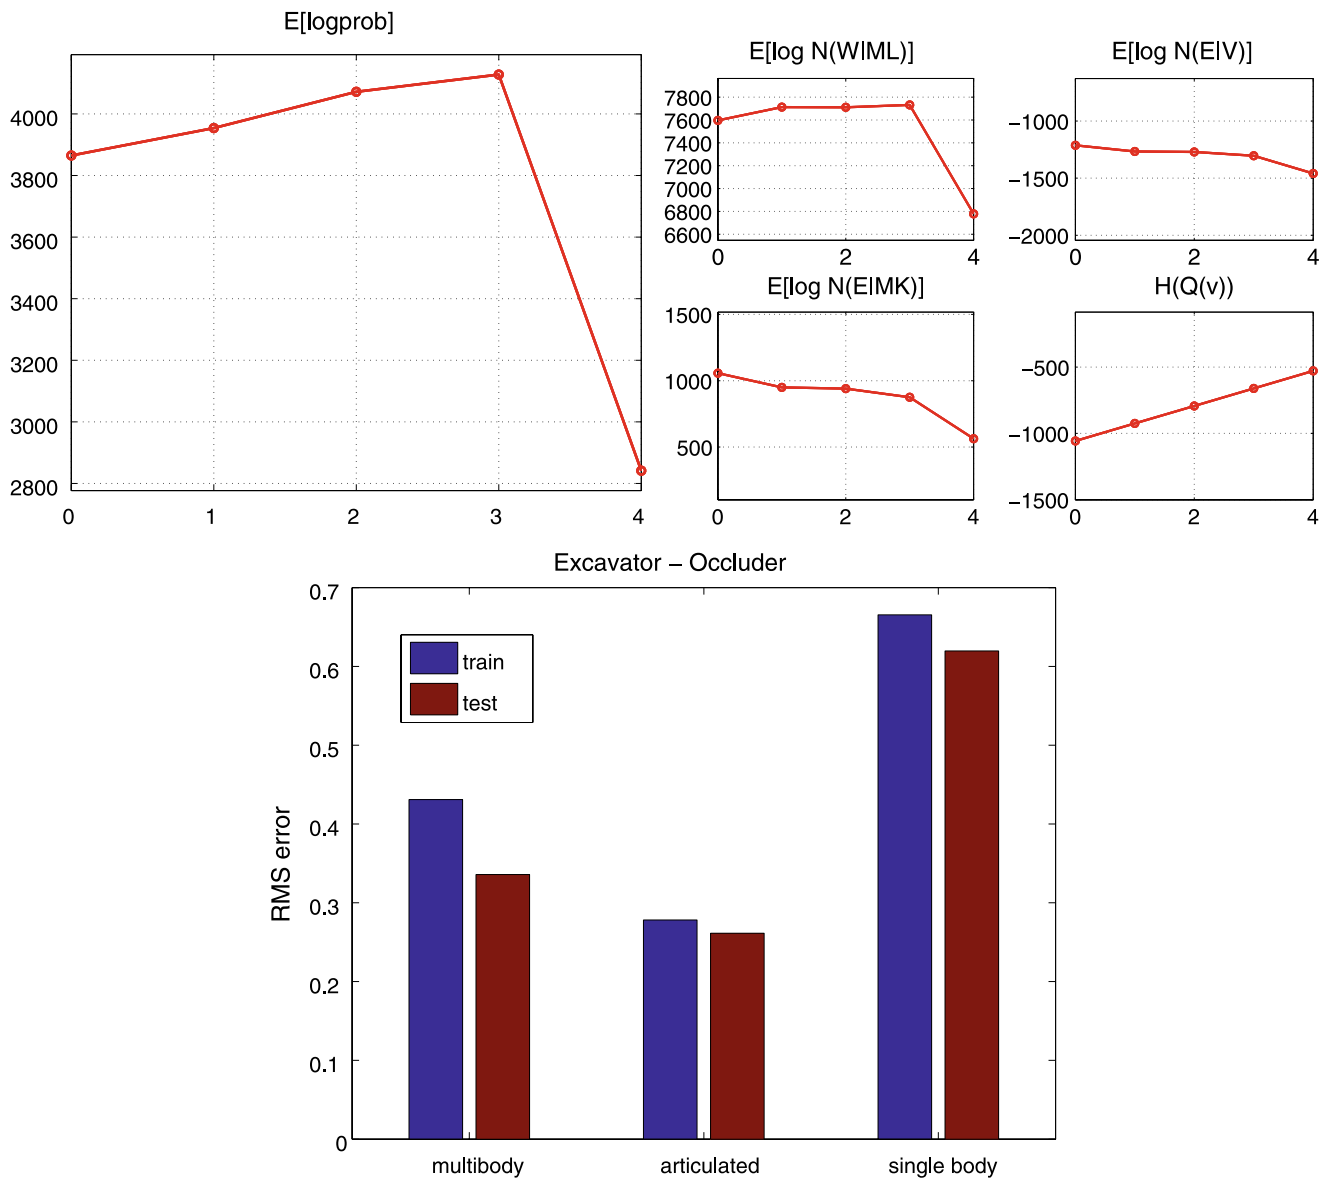 E[logprob]
4000
3800
3600
3400
3200
3000
2800
0 1 2 3 4
E[log N(W|ML)]
7800
7600
7400
7200
7000
6800
6600
0 2 4
E[log N(E|V)]
−1000
−1500
−2000
0 2 4
E[log N(E|MK)]
1500
1000
500
0 2 4
H(Q(v))
−500
−1000
−1500
0 2 4
Excavator − Occluder
0.7
0.6
0.5
0.4
0.3
0.2
0.1
0
RMS error
train
test
multibody articulated single body